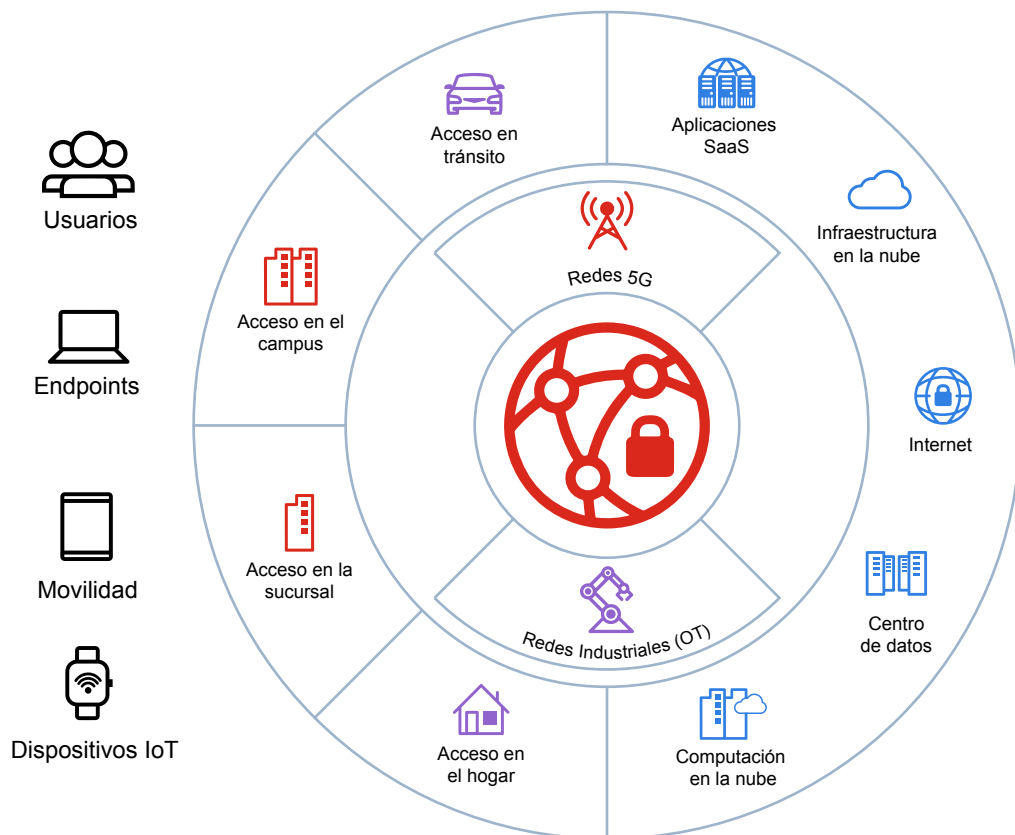 Usuarios
Endpoints
Movilidad
Dispositivos IoT
Acceso en
tránsito
Acceso en el
campus
Acceso en la
sucursal
Acceso en
el hogar
Redes 5G
Redes Industriales (OT)
Aplicaciones
SaaS
Infraestructura
en la nube
Internet
Centro
de datos
Computación
en la nube